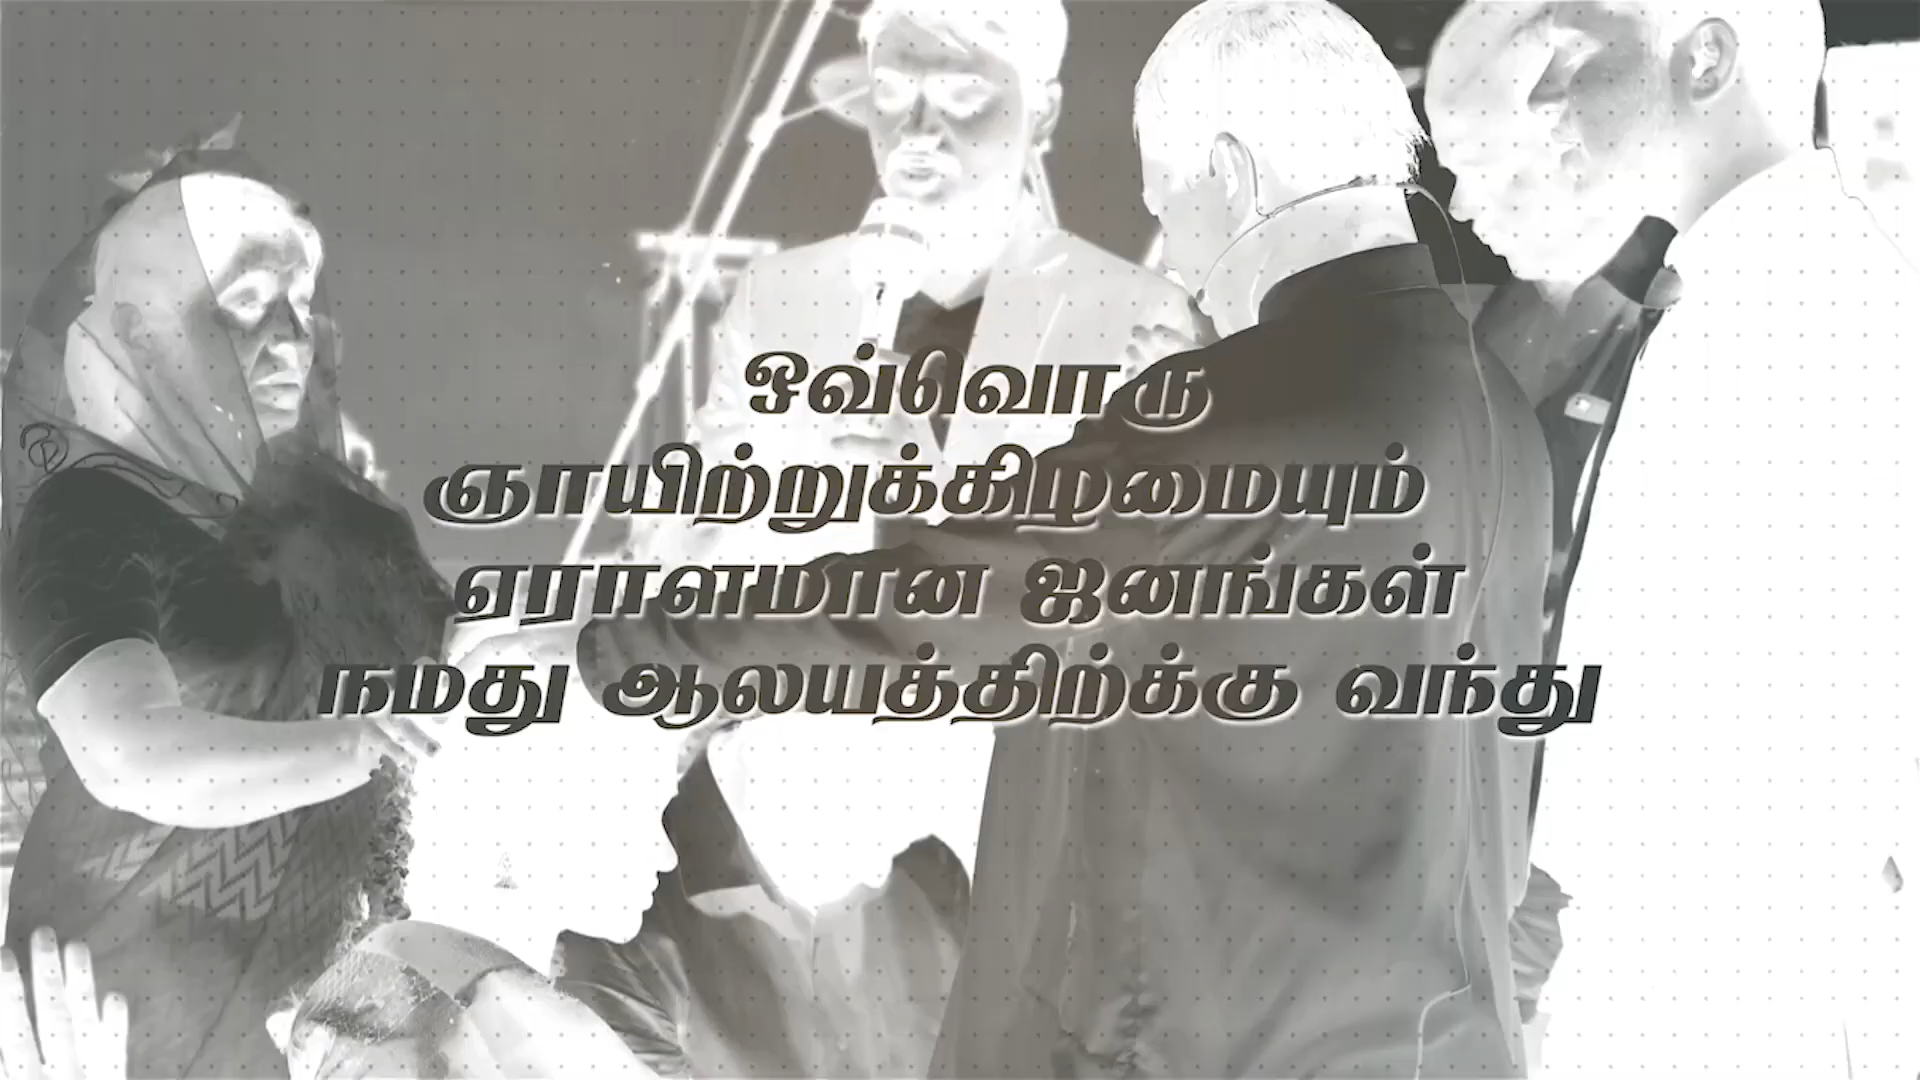 ஒவ்வொரு
ஞாயிற்றுக்கிழமையும்
ஏராளமான ஜனங்கள்
நமது ஆலயத்திற்க்கு வந்து